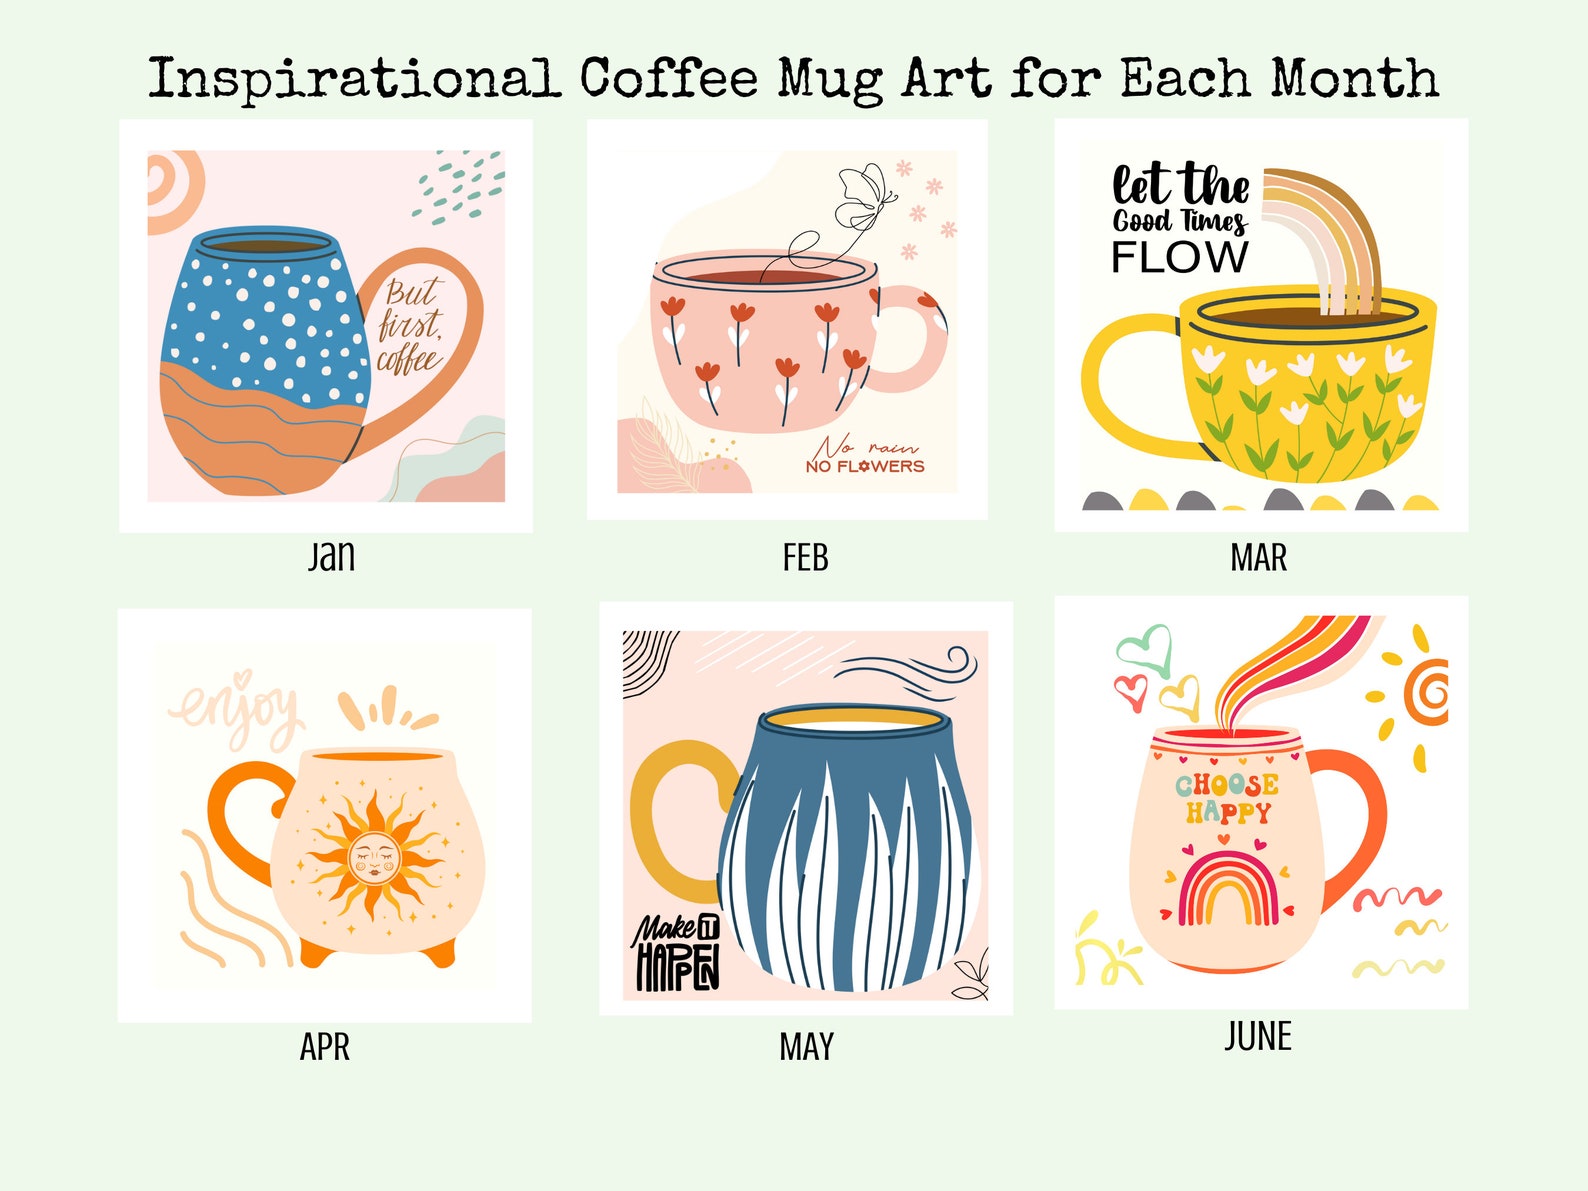 Inspirational Coffee Mug Art for Each Month
But
first,
coffee
No rain
NO FLOWERS
let the
Good Times
FLOW
Jan
FEB
MAR
enjoy
Make IT
HAPPEN
CHOOSE
HAPPY
APR
MAY
JUNE